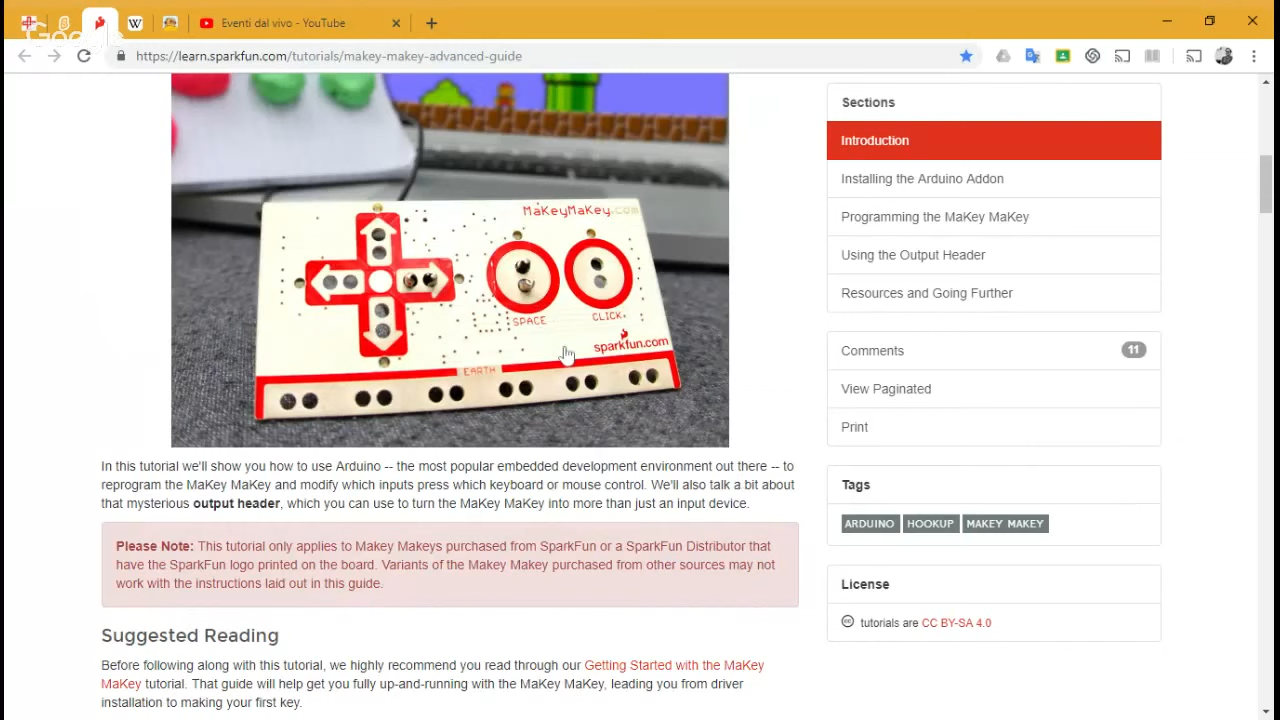 Eventi dal vivo - YouTube
https://learn.sparkfun.com/tutorials/makey-makey-advanced-guide
MaKeyMaKey.com
SPACE
CLICK
sparkfun.com
EARTH
In this tutorial we'll show you how to use Arduino -- the most popular embedded development environment out there -- to
reprogram the MaKey MaKey and modify which inputs press which keyboard or mouse control. We'll also talk a bit about
that mysterious output header, which you can use to turn the MaKey MaKey into more than just an input device.
Please Note: This tutorial only applies to Makey Makeys purchased from SparkFun or a SparkFun Distributor that
have the SparkFun logo printed on the board. Variants of the Makey Makey purchased from other sources may not
work with the instructions laid out in this guide.
Suggested Reading
Before following along with this tutorial, we highly recommend you read through our Getting Started with the MaKey
MaKey tutorial. That guide will help get you fully up-and-running with the MaKey MaKey, leading you from driver
installation to making your first key.
Sections
Introduction
Installing the Arduino Addon
Programming the MaKey MaKey
Using the Output Header
Resources and Going Further
Comments 11
View Paginated
Print
Tags
ARDUINO HOOKUP MAKEY MAKEY
License
tutorials are CC BY-SA 4.0